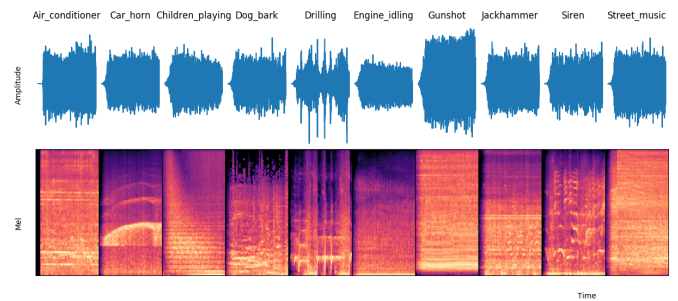 Air_conditioner Car_horn Children_playing Dog_bark Drilling Engine_idling Gunshot Jackhammer Siren Street_music
Amplitude
Mel
Time